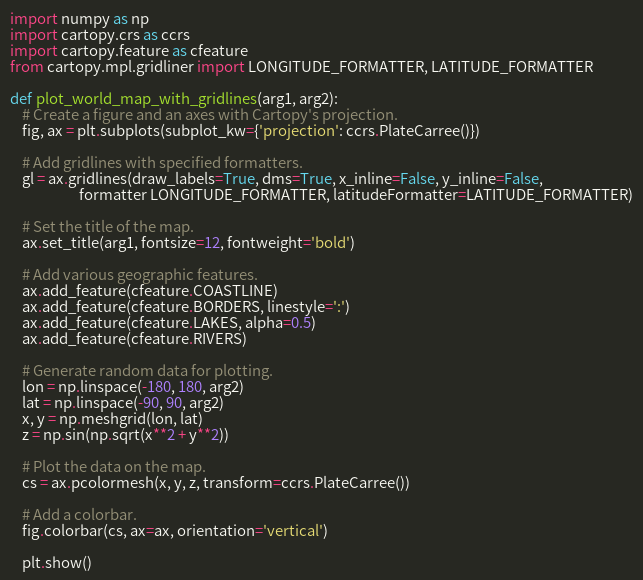 import numpy as np
import cartopy.crs as ccrs
import cartopy.feature as cfeature
from cartopy.mpl.gridliner import LONGITUDE_FORMATTER, LATITUDE_FORMATTER

def plot_world_map_with_gridlines(arg1, arg2):
    # Create a figure and an axes with Cartopy's projection.
    fig, ax = plt.subplots(subplot_kw={'projection': ccrs.PlateCarree()})

    # Add gridlines with specified formatters.
    gl = ax.gridlines(draw_labels=True, dms=True, x_inline=False, y_inline=False,
                      formatter LONGITUDE_FORMATTER, latitudeFormatter=LATITUDE_FORMATTER)

    # Set the title of the map.
    ax.set_title(arg1, fontsize=12, fontweight='bold')

    # Add various geographic features.
    ax.add_feature(cfeature.COASTLINE)
    ax.add_feature(cfeature.BORDERS, linestyle=':')
    ax.add_feature(cfeature.LAKES, alpha=0.5)
    ax.add_feature(cfeature.RIVERS)

    # Generate random data for plotting.
    lon = np.linspace(-180, 180, arg2)
    lat = np.linspace(-90, 90, arg2)
    x, y = np.meshgrid(lon, lat)
    z = np.sin(np.sqrt(x**2 + y**2))

    # Plot the data on the map.
    cs = ax.pcolormesh(x, y, z, transform=ccrs.PlateCarree())

    # Add a colorbar.
    fig.colorbar(cs, ax=ax, orientation='vertical')

    plt.show()